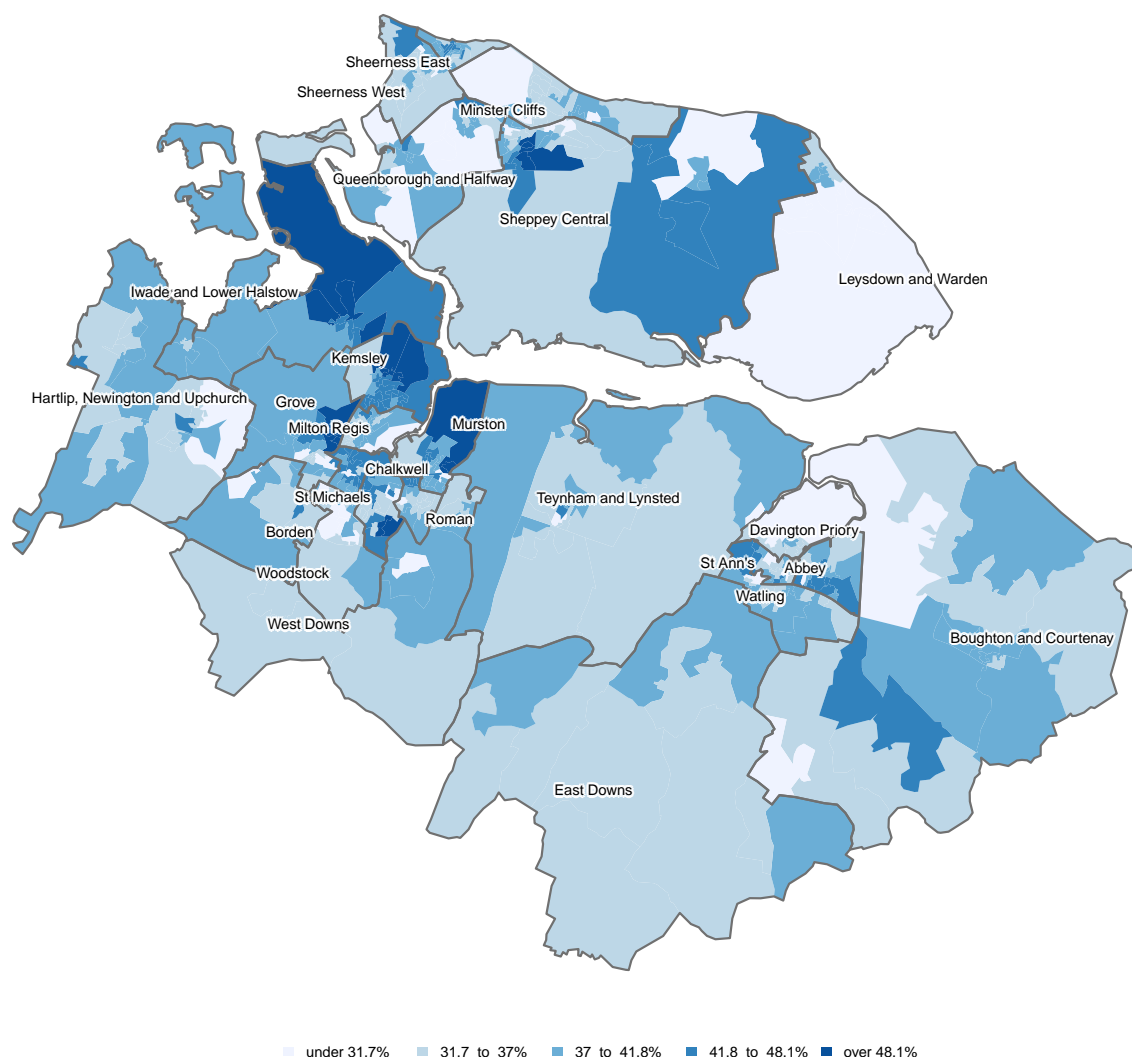 Sheerness East
Sheerness West
Minster Cliffs
Queenborough and Halfway
Sheppey Central
Leysdown and Warden
Iwade and Lower Halstow
Kemsley
Hartlip, Newington and Upchurch
Grove
Milton Regis
Murston
Chalkwell
St Michaels
Teynham and Lynsted
Roman
Borden
Davington Priory
St Ann's
Abbey
Woodstock
Watling
West Downs
Boughton and Courtenay
East Downs
under 31.7% 31.7 to 37% 37 to 41.8% 41.8 to 48.1% over 48.1%